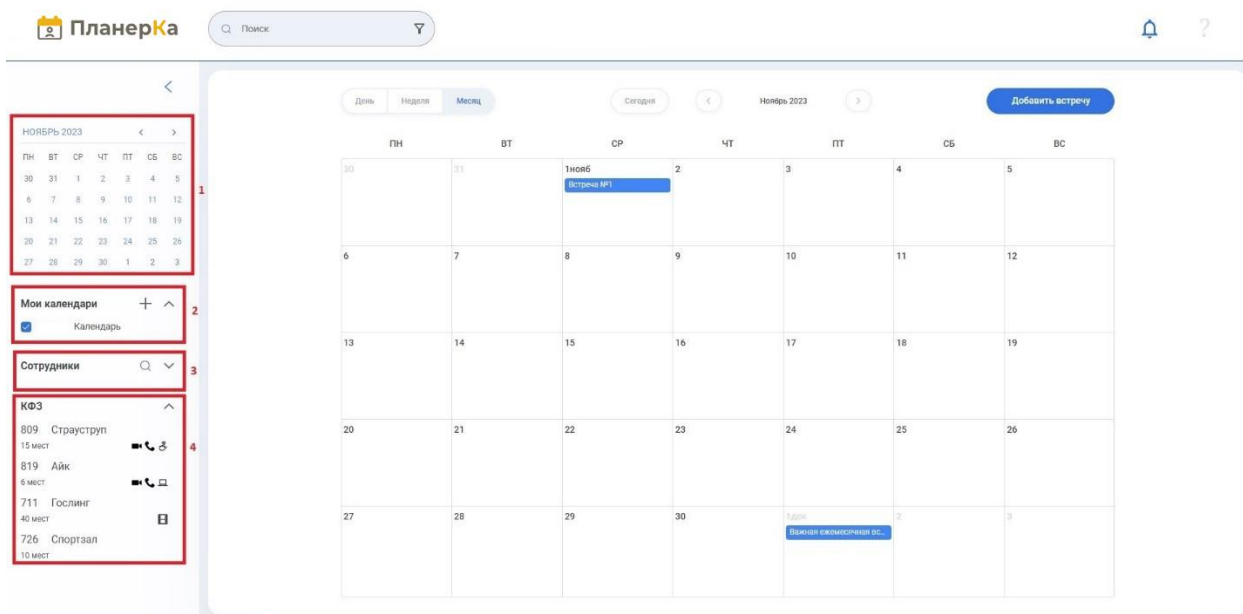 ПланерКа
Поиск
?
День Неделя Месяц
Сегодня
Ноябрь 2023
Добавить встречу
НОЯБРЬ 2023
ПН ВТ СР ЧТ ПТ СБ ВС
30 31 1 2 3 4 5
6 7 8 9 10 11 12
13 14 15 16 17 18 19
20 21 22 23 24 25 26
27 28 29 30 1 2 3
1
Мои календари
Календарь
2
Сотрудники
3
КФЗ
809 Страуструп
15 мест
819 Айк
6 мест
711 Гослинг
40 мест
726 Спортзал
10 мест
4
ПН ВТ СР ЧТ ПТ СБ ВС
30 31 1нояб 2 3 4 5
Встреча №1
6 7 8 9 10 11 12
13 14 15 16 17 18 19
20 21 22 23 24 25 26
27 28 29 30 1дек 2 3
Важная ежемесячная вс...